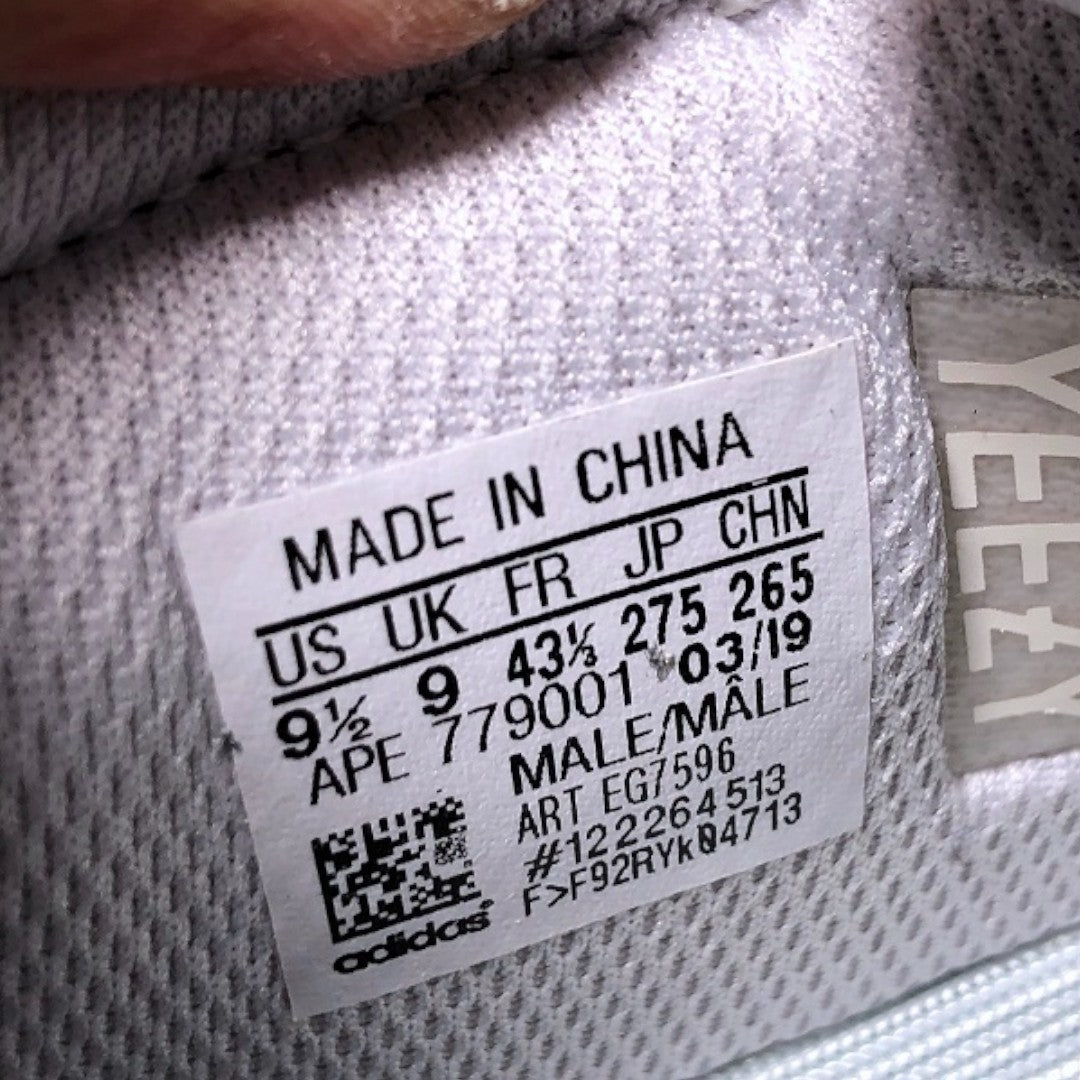 MADE IN CHINA
US UK FR JP CHN
9½ 9 43⅓ 275 265
APE 779001 03/19
MALE/MÂLE
ART EG7596
#122264513
F>F92RYK04713
adidas
YEEZY